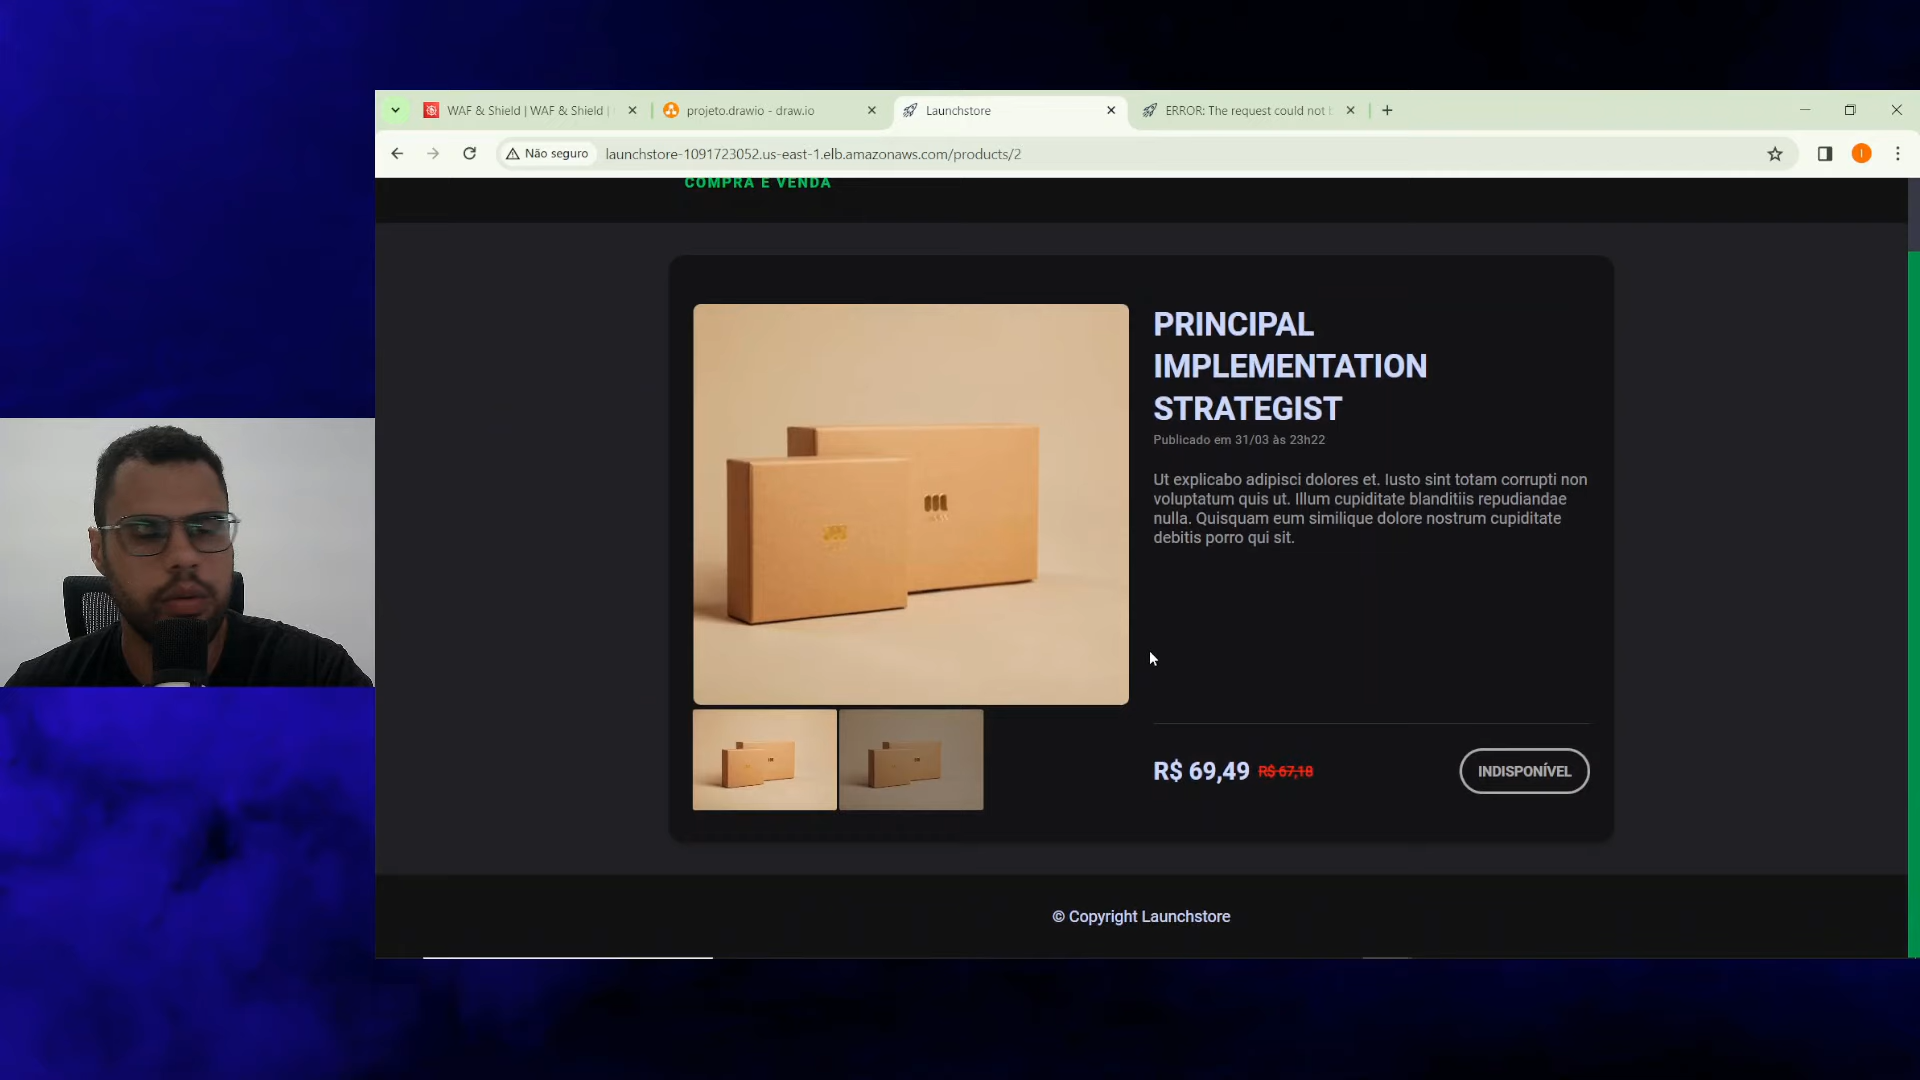 WAF & Shield | WAF & Shield |
projeto.drawio - draw.io
Launchstore
ERROR: The request could not b
Não seguro
launchstore-1091723052.us-east-1.elb.amazonaws.com/products/2
COMPRA E VENDA
PRINCIPAL
IMPLEMENTATION
STRATEGIST
Publicado em 31/03 às 23h22
Ut explicabo adipisci dolores et. Iusto sint totam corrupti non
voluptatum quis ut. Illum cupiditate blanditiis repudiandae
nulla. Quisquam eum similique dolore nostrum cupiditate
debitis porro qui sit.
R$ 69,49 R$ 67,18
INDISPONÍVEL
© Copyright Launchstore